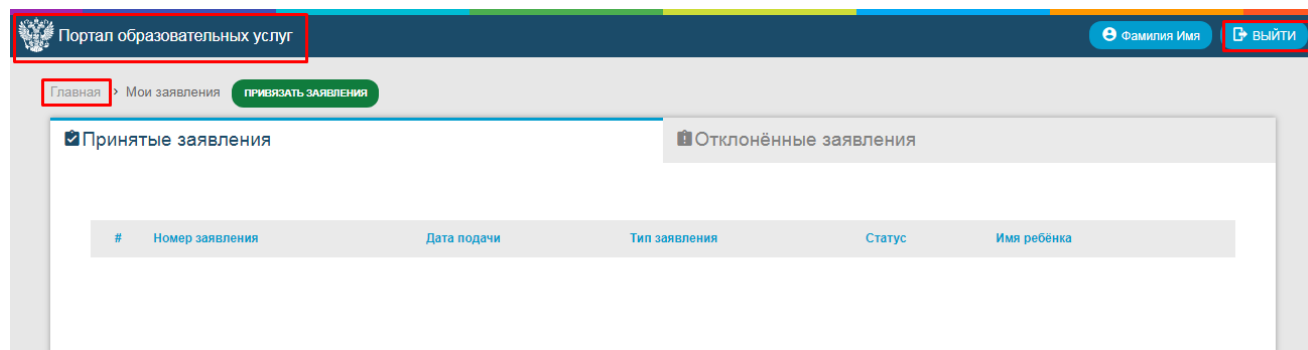 Портал образовательных услуг Фамилия Имя ВЫЙТИ
Главная > Мои заявления ПРИВЯЗАТЬ ЗАЯВЛЕНИЯ
Принятые заявления Отклонённые заявления
# Номер заявления Дата подачи Тип заявления Статус Имя ребёнка